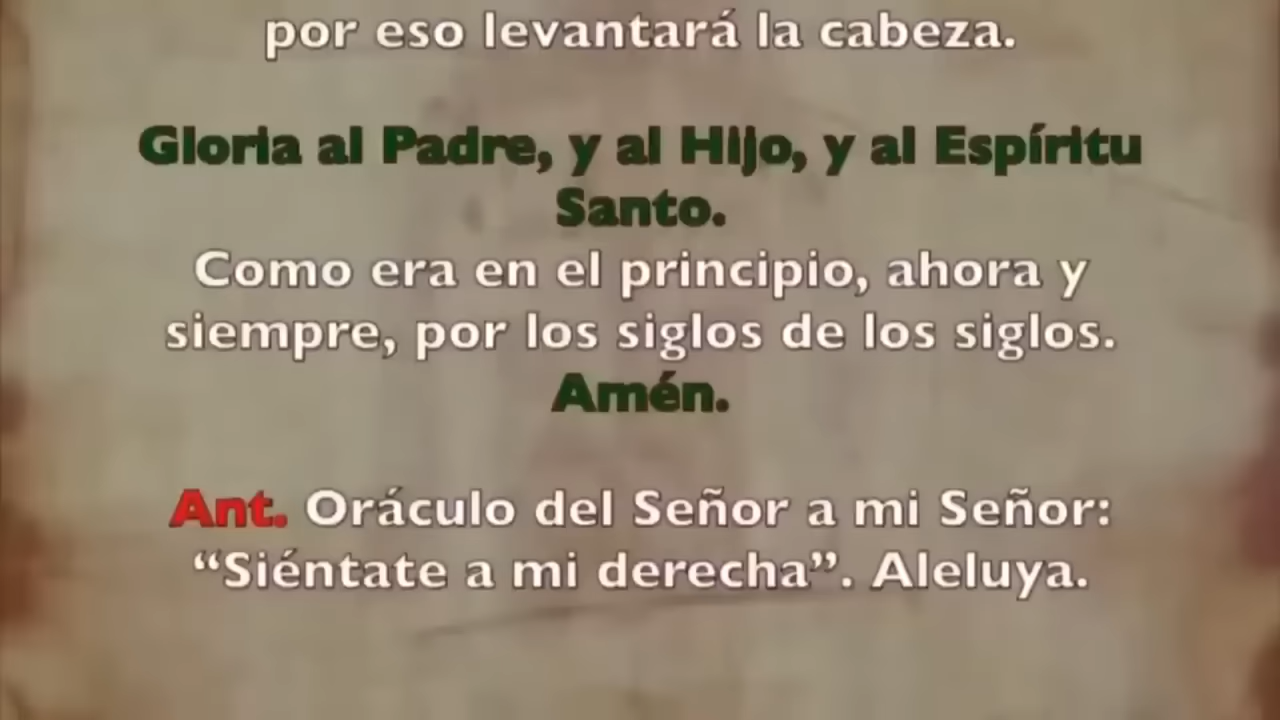 por eso levantará la cabeza.
Gloria al Padre, y al Hijo, y al Espíritu
Santo.
Como era en el principio, ahora y
siempre, por los siglos de los siglos.
Amén.
Ant. Oráculo del Señor a mi Señor:
“Siéntate a mi derecha”. Aleluya.